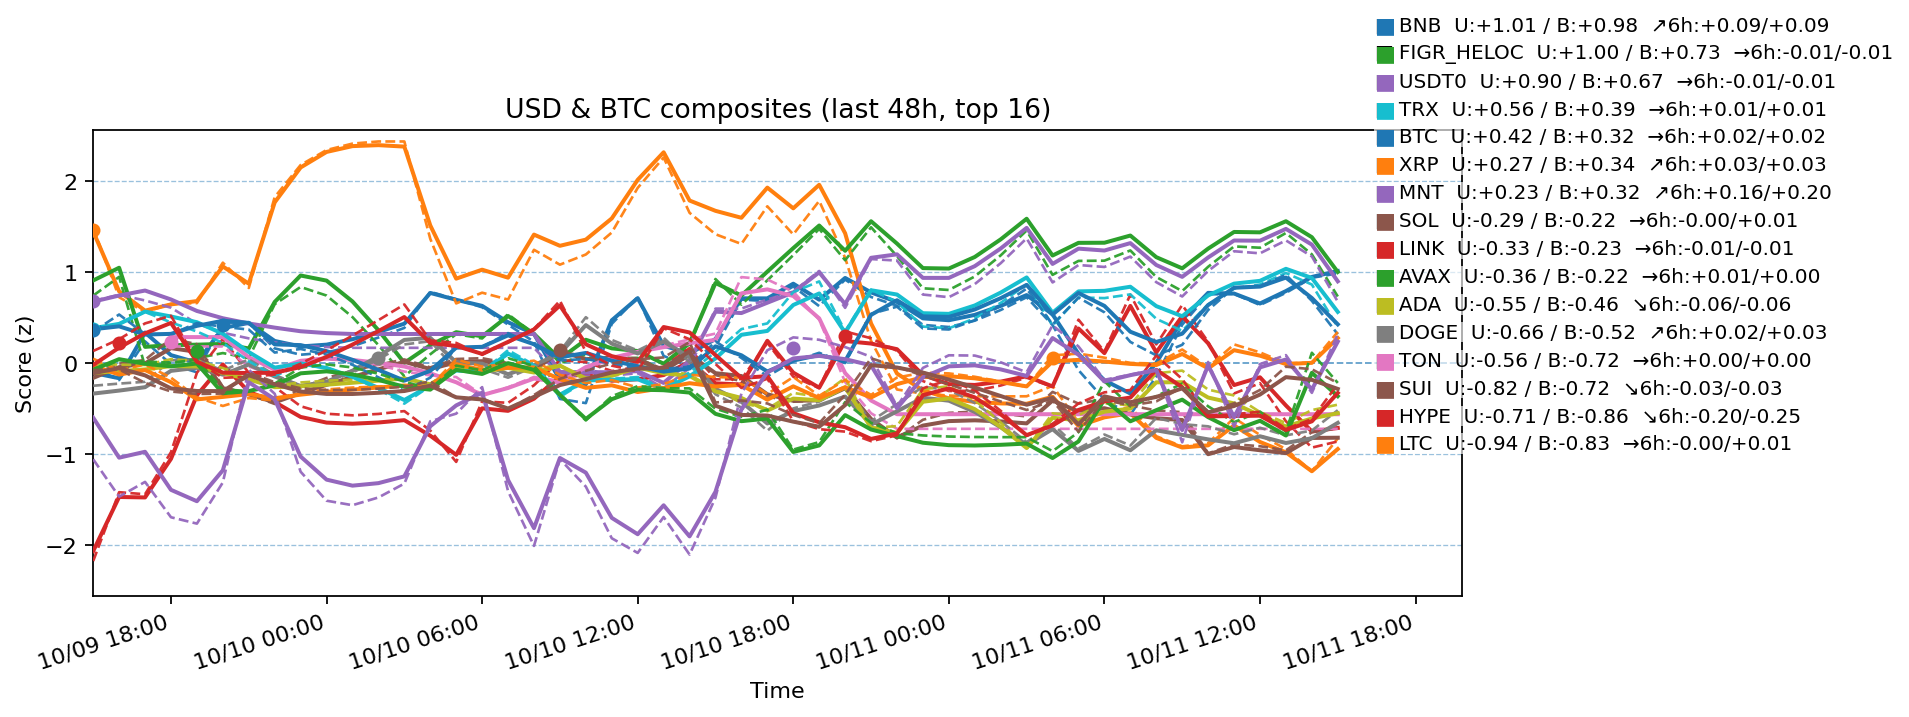 BNB  U:+1.01 / B:+0.98  ↗6h:+0.09/+0.09
FIGR_HELOC  U:+1.00 / B:+0.73  →6h:-0.01/-0.01
USDT0  U:+0.90 / B:+0.67  →6h:-0.01/-0.01
TRX  U:+0.56 / B:+0.39  →6h:+0.01/+0.01
BTC  U:+0.42 / B:+0.32  →6h:+0.02/+0.02
XRP  U:+0.27 / B:+0.34  ↗6h:+0.03/+0.03
MNT  U:+0.23 / B:+0.32  ↗6h:+0.16/+0.20
SOL  U:-0.29 / B:-0.22  →6h:-0.00/+0.01
LINK  U:-0.33 / B:-0.23  →6h:-0.01/-0.01
AVAX  U:-0.36 / B:-0.22  →6h:+0.01/+0.00
ADA  U:-0.55 / B:-0.46  ↘6h:-0.06/-0.06
DOGE  U:-0.66 / B:-0.52  ↗6h:+0.02/+0.03
TON  U:-0.56 / B:-0.72  →6h:+0.00/+0.00
SUI  U:-0.82 / B:-0.72  ↘6h:-0.03/-0.03
HYPE  U:-0.71 / B:-0.86  ↘6h:-0.20/-0.25
LTC  U:-0.94 / B:-0.83  →6h:-0.00/+0.01
USD & BTC composites (last 48h, top 16)
Score (z)
2
1
0
−1
−2
10/09 18:00
10/10 00:00
10/10 06:00
10/10 12:00
10/10 18:00
10/11 00:00
10/11 06:00
10/11 12:00
10/11 18:00
Time